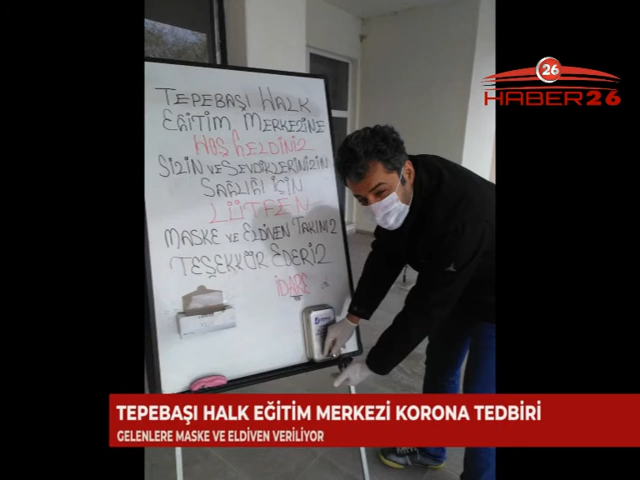 26
HABER26
TEPEBAŞI HALK
EĞİTİM MERKEZİNE
HOŞ GELDİNİZ
SİZİN VE SEVDİKLERİNİZİN
SAĞLIĞI İÇİN
LÜTFEN
MASKE VE ELDİVEN TAKINIZ
TEŞEKKÜR EDERİZ
İDARE
TEPEBAŞI HALK EĞİTİM MERKEZİ KORONA TEDBİRİ
GELENLERE MASKE VE ELDİVEN VERİLİYOR